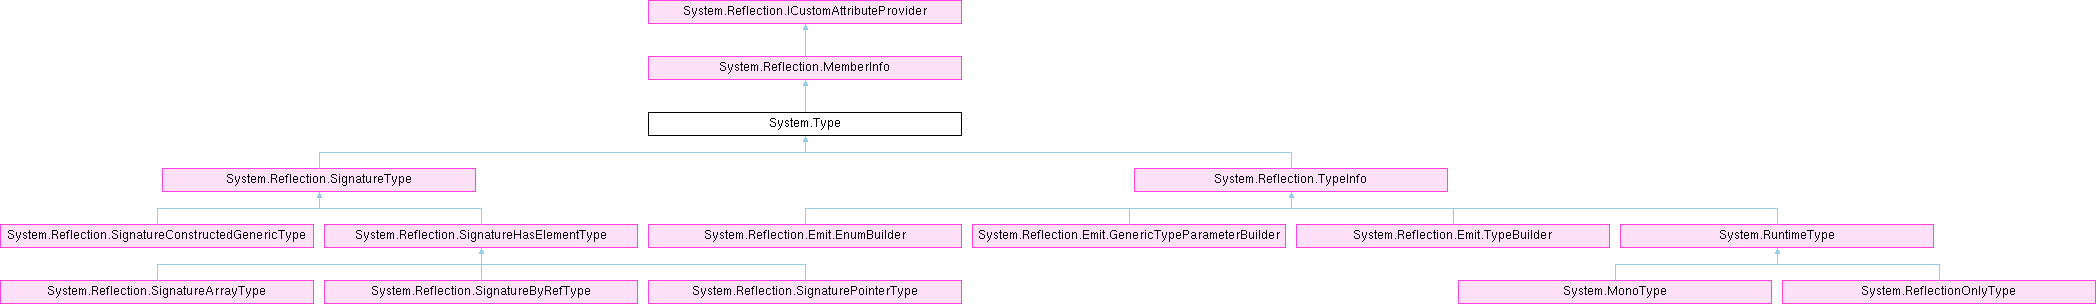 System.Reflection.ICustomAttributeProvider
System.Reflection.MemberInfo
System.Type
System.Reflection.SignatureType
System.Reflection.TypeInfo
System.Reflection.SignatureConstructedGenericType
System.Reflection.SignatureHasElementType
System.Reflection.Emit.EnumBuilder
System.Reflection.Emit.GenericTypeParameterBuilder
System.Reflection.Emit.TypeBuilder
System.RuntimeType
System.Reflection.SignatureArrayType
System.Reflection.SignatureByRefType
System.Reflection.SignaturePointerType
System.MonoType
System.ReflectionOnlyType